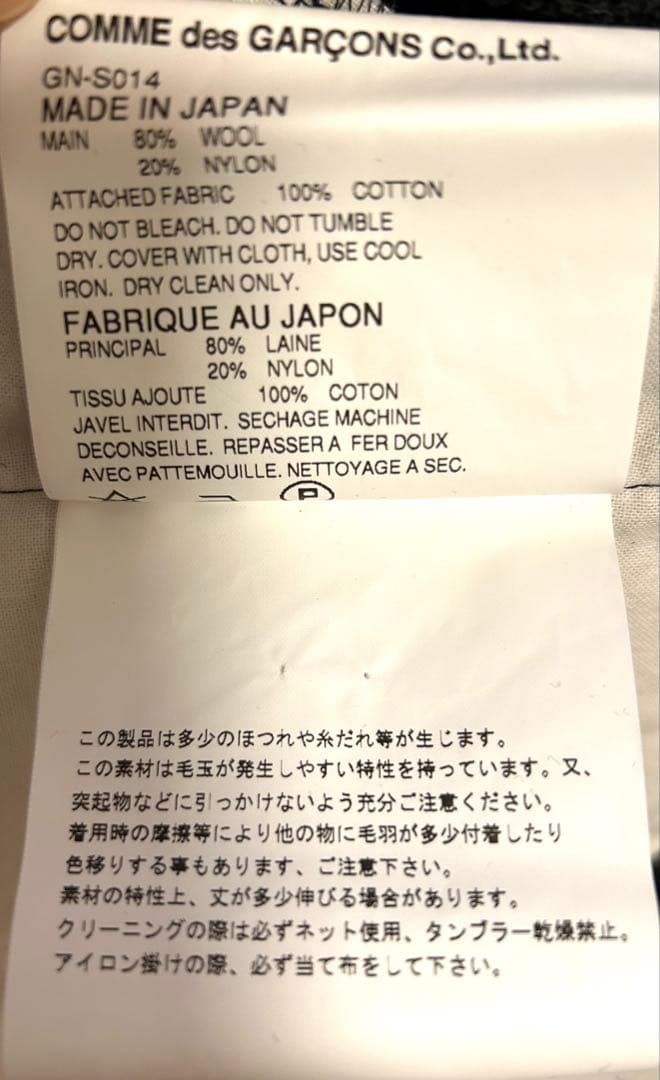 COMME des GARÇONS Co.,Ltd.
GN-S014
MADE IN JAPAN
MAIN 80% WOOL
20% NYLON
ATTACHED FABRIC 100% COTTON
DO NOT BLEACH. DO NOT TUMBLE
DRY. COVER WITH CLOTH, USE COOL
IRON. DRY CLEAN ONLY.
FABRIQUE AU JAPON
PRINCIPAL 80% LAINE
20% NYLON
TISSU AJOUTE 100% COTON
JAVEL INTERDIT. SECHAGE MACHINE
DECONSEILLE. REPASSER A FER DOUX
AVEC PATTEMOUILLE. NETTOYAGE A SEC.
P
この製品は多少のほつれや糸だれ等が生じます。
この素材は毛玉が発生しやすい特性を持っています。又、
突起物などに引っかけないよう充分ご注意ください。
着用時の摩擦等により他の物に毛羽が多少付着したり
色移りする事もあります、ご注意下さい。
素材の特性上、丈が多少伸びる場合があります。
クリーニングの際は必ずネット使用、タンブラー乾燥禁止。
アイロン掛けの際、必ず当て布をして下さい。